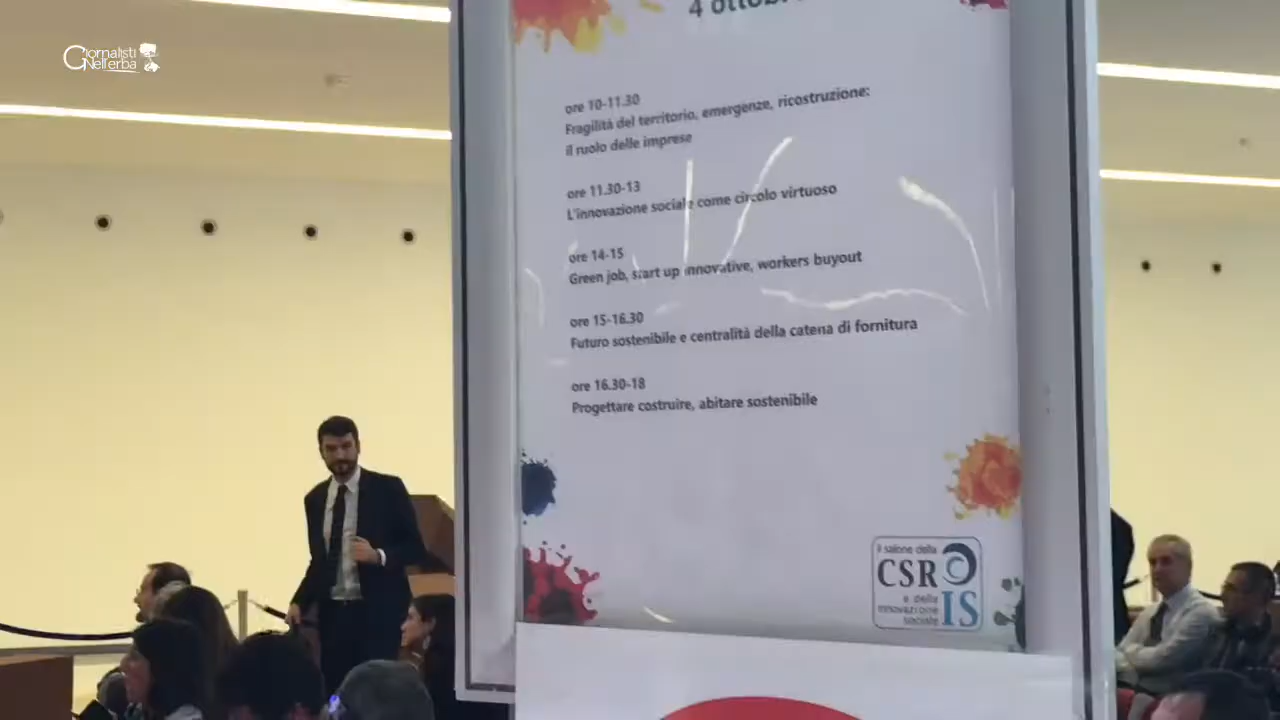 Giornalisti
Nell'erba
4 ottobr
ore 10-11.30
Fragilità del territorio, emergenze, ricostruzione:
il ruolo delle imprese
ore 11.30-13
L'innovazione sociale come circolo virtuoso
ore 14-15
Green job, start up innovative, workers buyout
ore 15-16.30
Futuro sostenibile e centralità della catena di fornitura
ore 16.30-18
Progettare costruire, abitare sostenibile
il salone della
CSR
e della
innovazione
sociale
IS